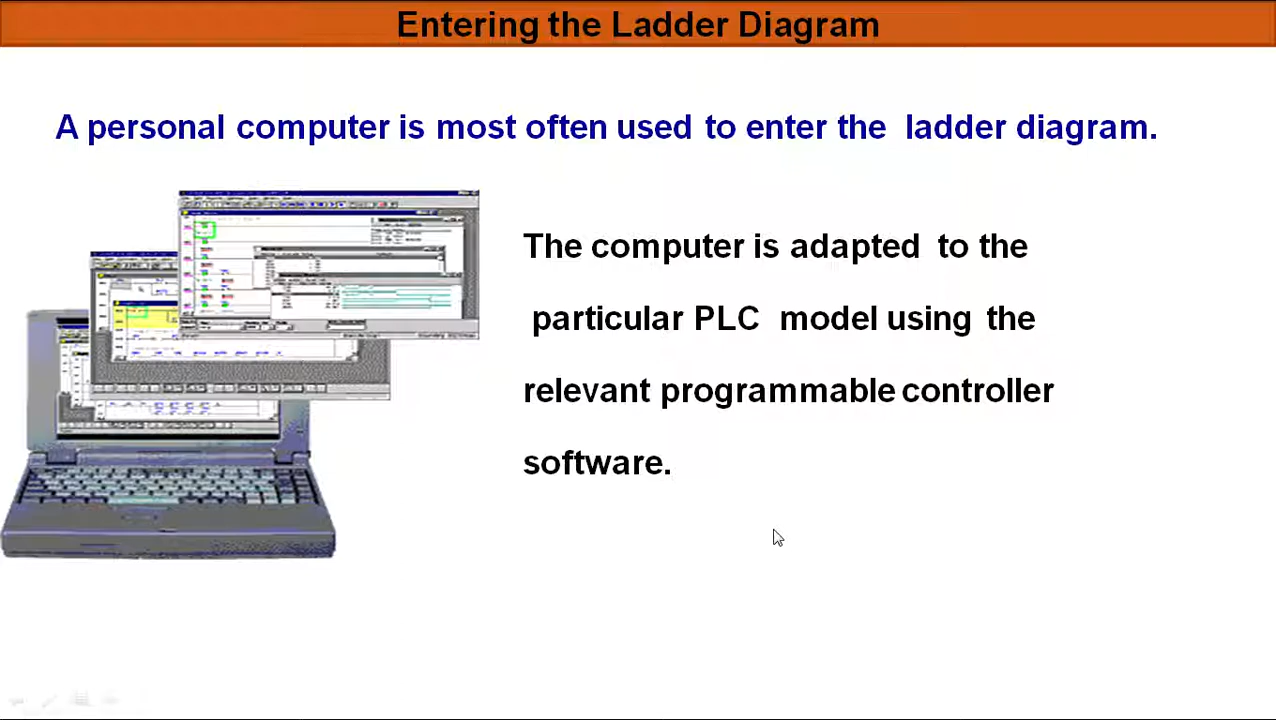 Entering the Ladder Diagram
A personal computer is most often used to enter the ladder diagram.
The computer is adapted to the
particular PLC model using the
relevant programmable controller
software.